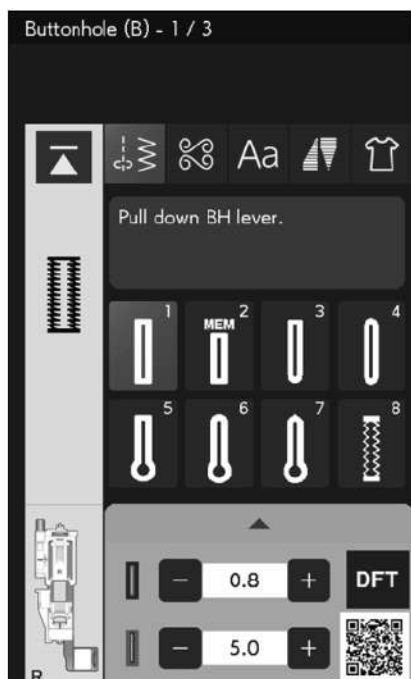 Buttonhole (B) - 1 / 3
Aa
Pull down BH lever.
1
MEM 2
3
4
5
6
7
8
− 0.8 + DFT
− 5.0 +
R